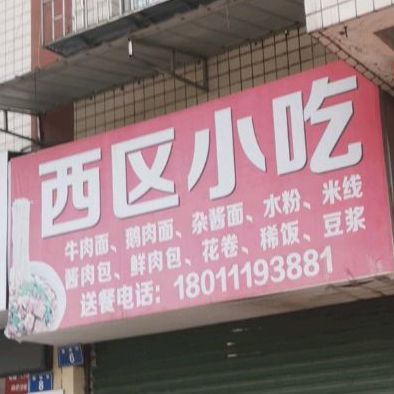 西区小吃
牛肉面、鹅肉面、杂酱面、水粉、米线
酱肉包、鲜肉包、花卷、稀饭、豆浆
送餐电话：18011193881